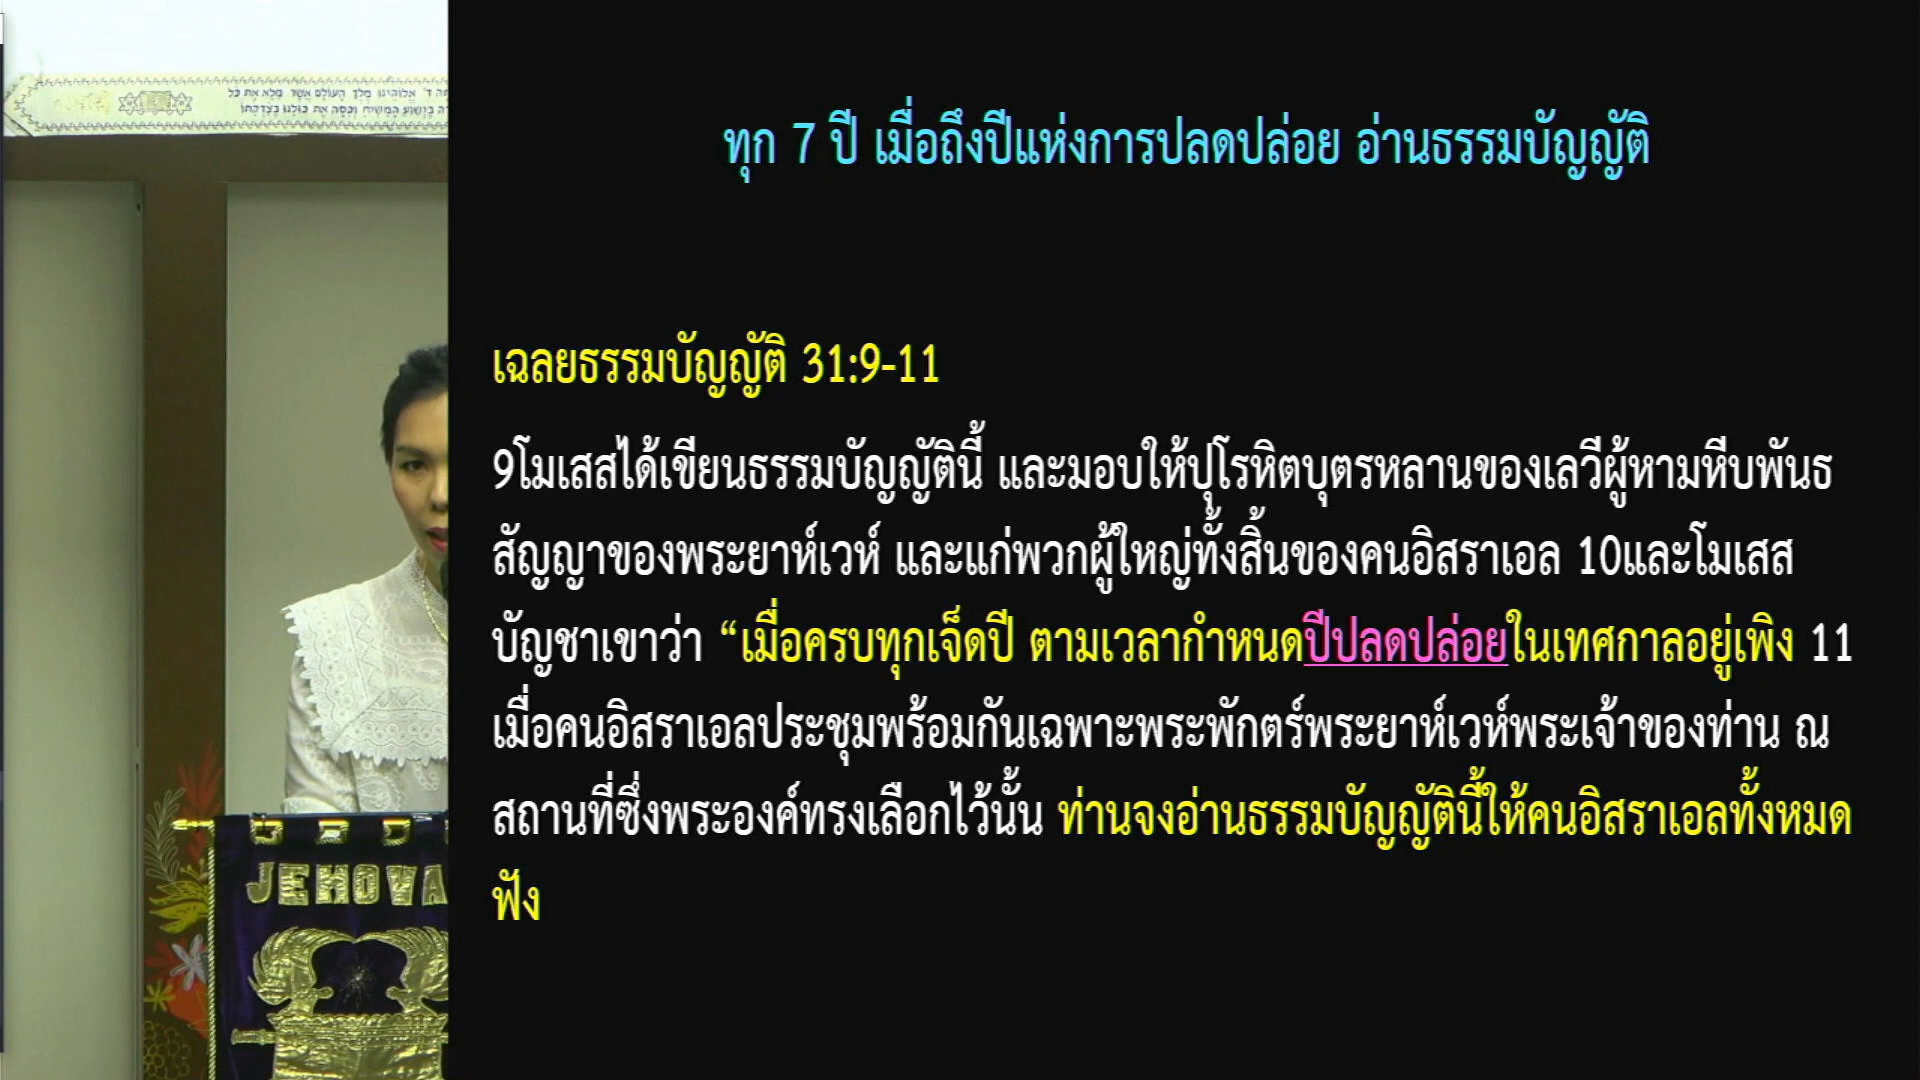 ה ד' אֱלוֹהֵינוּ מֶלֶךְ הָעוֹלָם אֲשֶׁר מְלֵא אֶת כָּל
ทุก 7 ปี เมื่อถึงปีแห่งการปลดปล่อย อ่านธรรมบัญญัติ
เฉลยธรรมบัญญัติ 31:9-11
9โมเสสได้เขียนธรรมบัญญัตินี้ และมอบให้ปุโรหิตบุตรหลานของเลวีผู้หามหีบพันธ
สัญญาของพระยาห์เวห์ และแก่พวกผู้ใหญ่ทั้งสิ้นของคนอิสราเอล 10และโมเสส
บัญชาเขาว่า “เมื่อครบทุกเจ็ดปี ตามเวลากำหนดปีปลดปล่อยในเทศกาลอยู่เพิง 11
เมื่อคนอิสราเอลประชุมพร้อมกันเฉพาะพระพักตร์พระยาห์เวห์พระเจ้าของท่าน ณ
สถานที่ซึ่งพระองค์ทรงเลือกไว้นั้น ท่านจงอ่านธรรมบัญญัตินี้ให้คนอิสราเอลทั้งหมด
ฟัง
JEHOVA